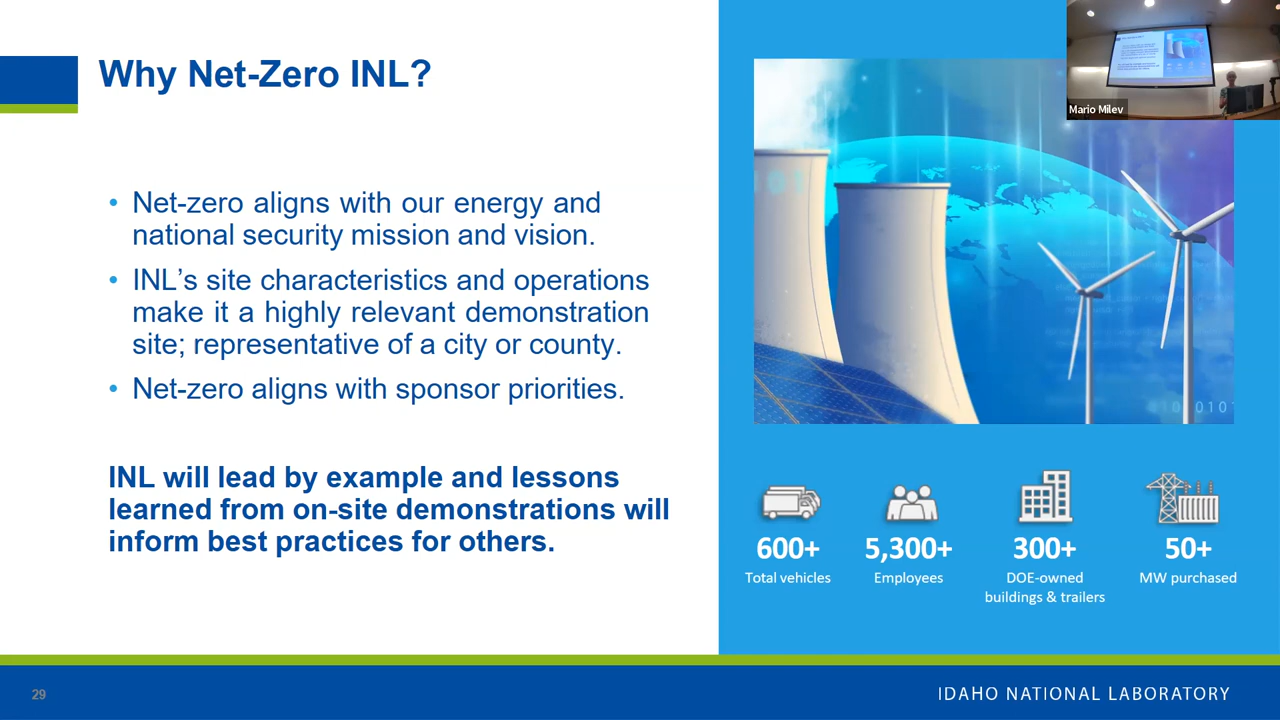 Why Net-Zero INL?
• Net-zero aligns with our energy and
national security mission and vision.
• INL’s site characteristics and operations
make it a highly relevant demonstration
site; representative of a city or county.
• Net-zero aligns with sponsor priorities.
INL will lead by example and lessons
learned from on-site demonstrations will
inform best practices for others.
Mario Milev
600+
Total vehicles
5,300+
Employees
300+
DOE-owned
buildings & trailers
50+
MW purchased
29
IDAHO NATIONAL LABORATORY